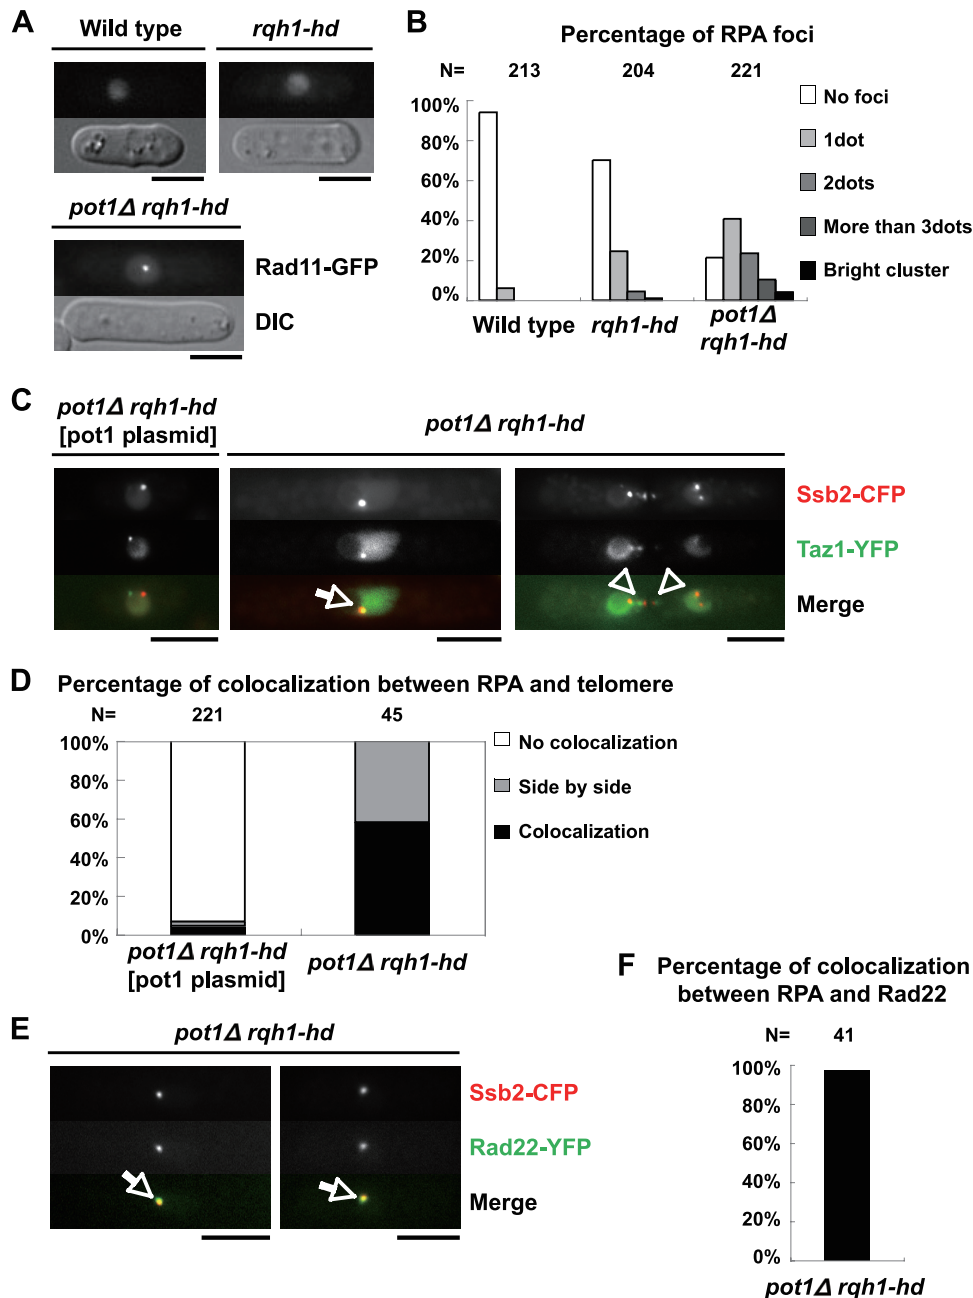 A
Wild type
rqh1-hd
pot1Δ rqh1-hd
Rad11-GFP
DIC
B
Percentage of RPA foci
N= 213 204 221
100%
80%
60%
40%
20%
0%
Wild type
rqh1-hd
pot1Δ
rqh1-hd
No foci
1dot
2dots
More than 3dots
Bright cluster
C
pot1Δ rqh1-hd
[pot1 plasmid]
pot1Δ rqh1-hd
Ssb2-CFP
Taz1-YFP
Merge
D
Percentage of colocalization between RPA and telomere
N= 221 45
100%
80%
60%
40%
20%
0%
pot1Δ rqh1-hd
[pot1 plasmid]
pot1Δ rqh1-hd
No colocalization
Side by side
Colocalization
E
pot1Δ rqh1-hd
Ssb2-CFP
Rad22-YFP
Merge
F
Percentage of colocalization
between RPA and Rad22
N= 41
100%
80%
60%
40%
20%
0%
pot1Δ rqh1-hd